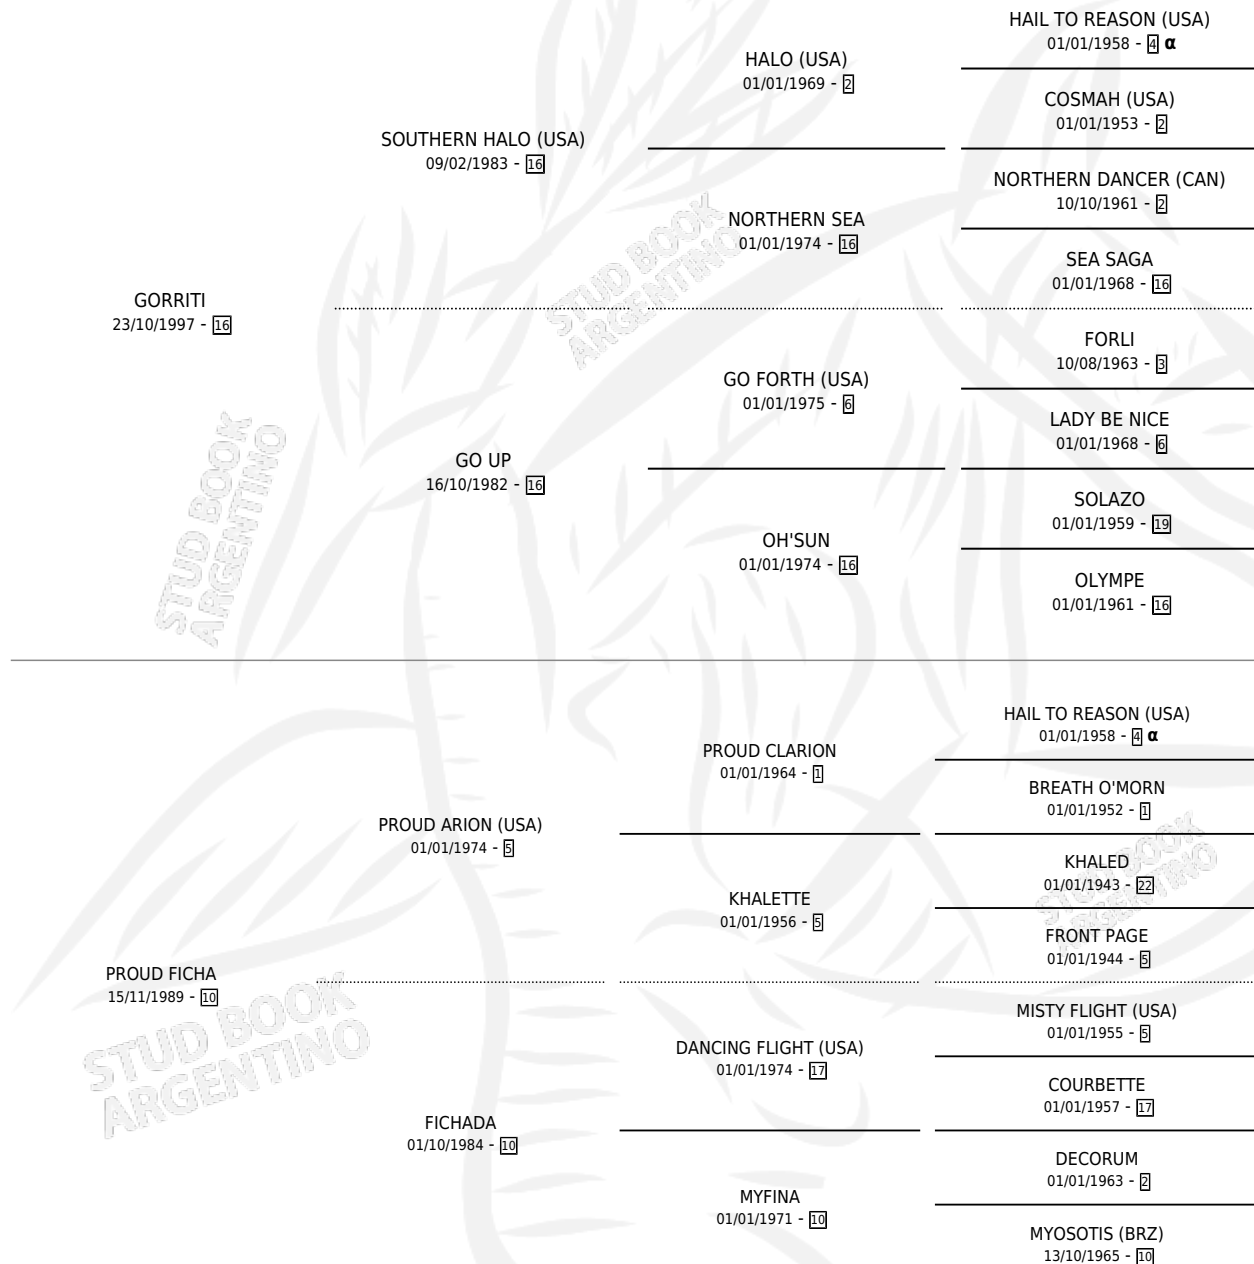 HAIL TO REASON (USA)
01/01/1958 - 4 α
HALO (USA)
01/01/1969 - 2
COSMAH (USA)
01/01/1953 - 2
SOUTHERN HALO (USA)
09/02/1983 - 16
NORTHERN DANCER (CAN)
10/10/1961 - 2
NORTHERN SEA
01/01/1974 - 16
SEA SAGA
01/01/1968 - 16
GORRITI
23/10/1997 - 16
FORLI
10/08/1963 - 3
GO FORTH (USA)
01/01/1975 - 6
LADY BE NICE
01/01/1968 - 6
GO UP
16/10/1982 - 16
SOLAZO
01/01/1959 - 19
OH'SUN
01/01/1974 - 16
OLYMPE
01/01/1961 - 16
HAIL TO REASON (USA)
01/01/1958 - 4 α
PROUD CLARION
01/01/1964 - 1
BREATH O'MORN
01/01/1952 - 1
PROUD ARION (USA)
01/01/1974 - 5
KHALED
01/01/1943 - 22
KHALETTE
01/01/1956 - 5
FRONT PAGE
01/01/1944 - 5
PROUD FICHA
15/11/1989 - 10
MISTY FLIGHT (USA)
01/01/1955 - 5
DANCING FLIGHT (USA)
01/01/1974 - 17
COURBETTE
01/01/1957 - 17
FICHADA
01/10/1984 - 10
DECORUM
01/01/1963 - 2
MYFINA
01/01/1971 - 10
MYOSOTIS (BRZ)
13/10/1965 - 10
STUD BOOK
ARGENTINO
STUD BOOK
ARGENTINO
STUD BOOK
ARGENTINO
STUD BOOK
ARGENTINO